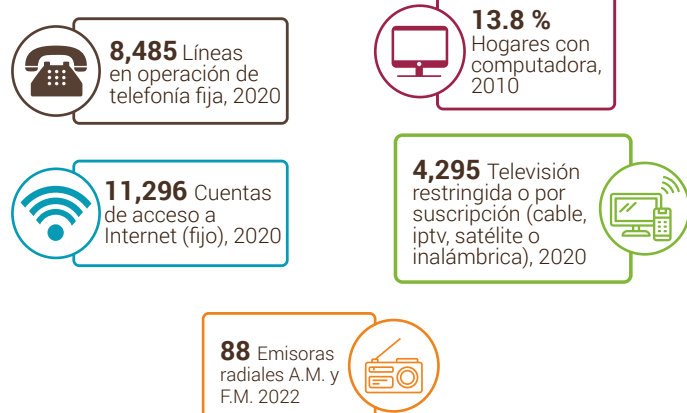 8,485 Líneas
en operación de
telefonía fija, 2020
13.8 %
Hogares con
computadora,
2010
11,296 Cuentas
de acceso a
Internet (fijo), 2020
4,295 Televisión
restringida o por
suscripción (cable,
iptv, satélite o
inalámbrica), 2020
88 Emisoras
radiales A.M. y
F.M. 2022